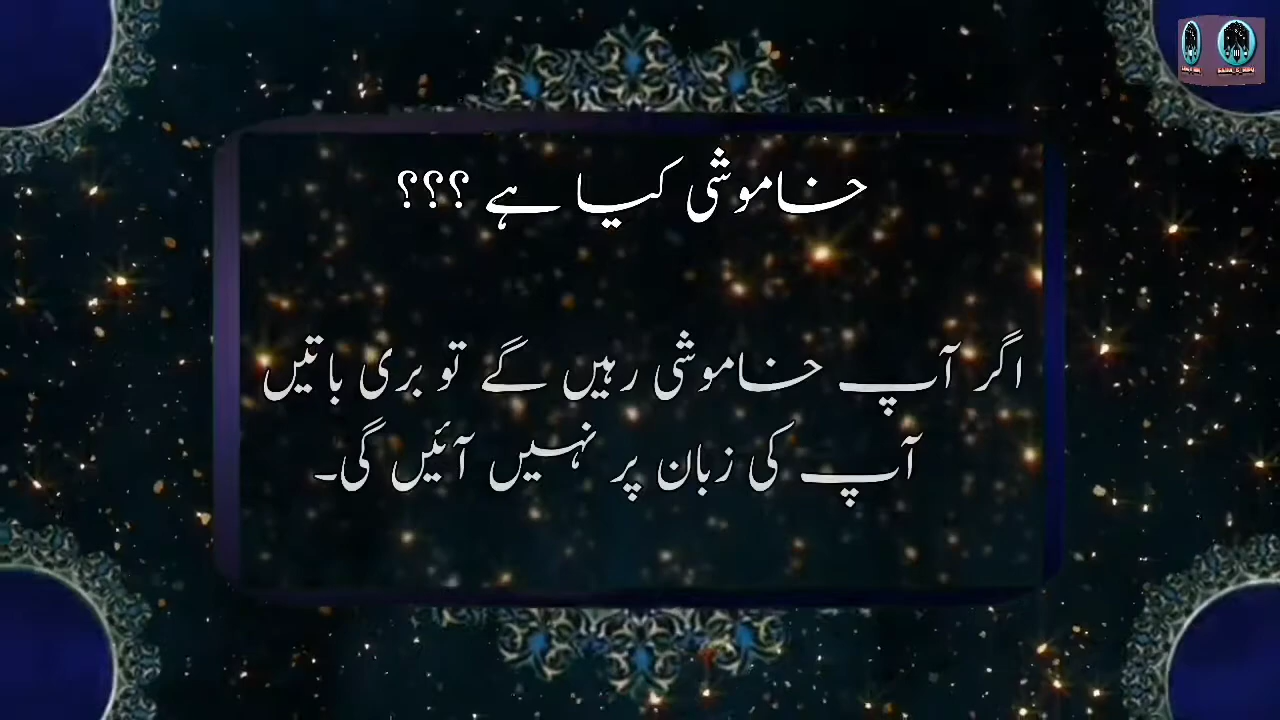 خاموشی کیا ہے ؟؟؟
اگر آپ خاموشی رہیں گے تو بری باتیں
آپ کی زبان پر نہیں آئیں گی۔